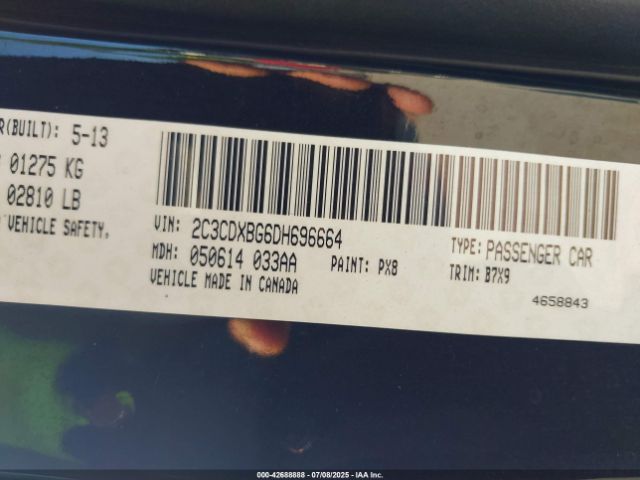 R(BUILT): 5-13
01275 KG
02810 LB
VEHICLE SAFETY.
VIN: 2C3CDXBG6DH696664
MDH: 050614 033AA
PAINT: PX8
VEHICLE MADE IN CANADA
TYPE: PASSENGER CAR
TRIM: B7X9
4658843
000-42688888 - 07/08/2025 - IAA Inc.